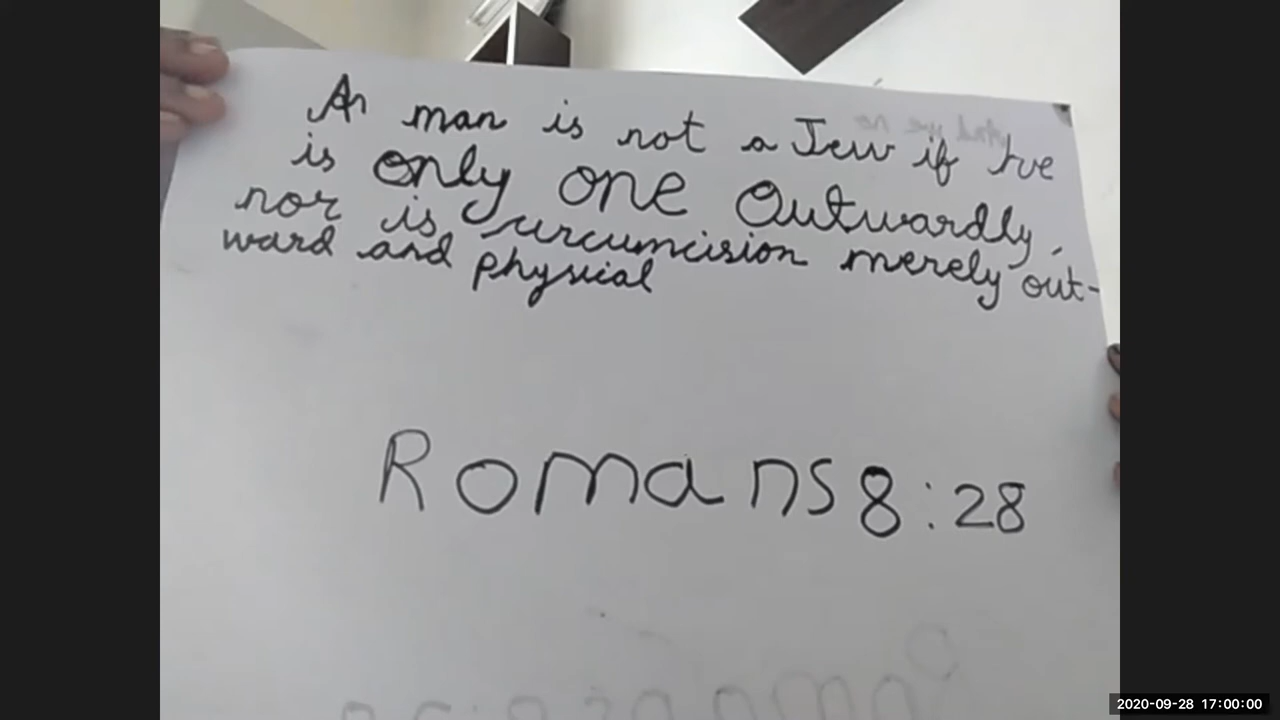 An man is not a Jew if he
is only one Outwardly,
nor is circumcision merely out-
ward and physical
Romans 8:28
2020-09-28 17:00:00